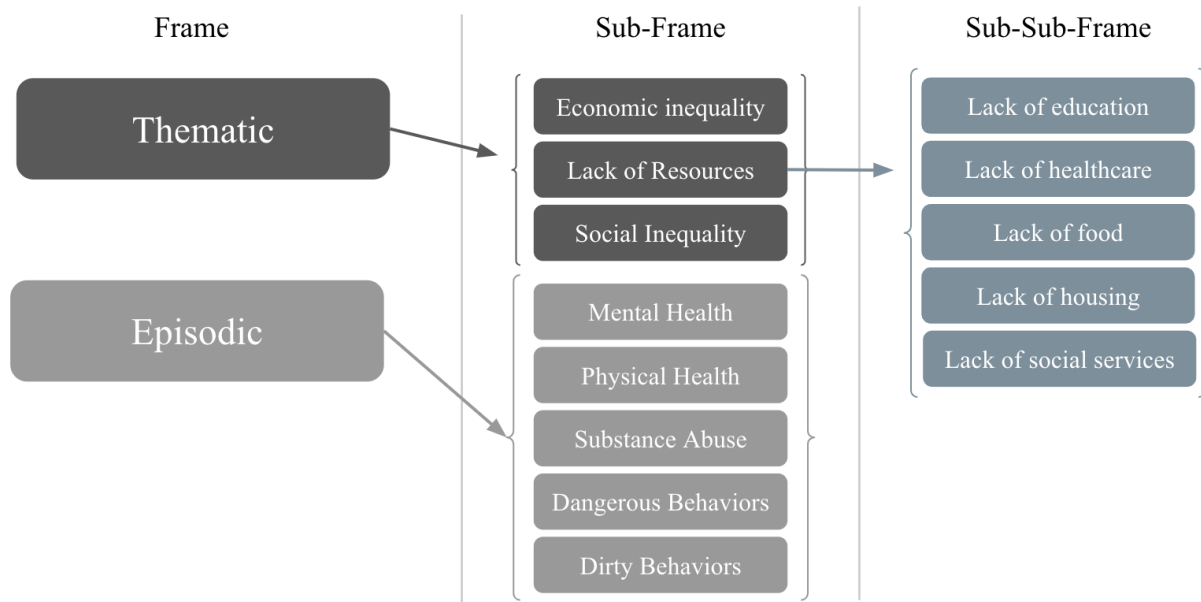 Frame
Sub-Frame
Sub-Sub-Frame
Thematic
Economic inequality
Lack of Resources
Social Inequality
Lack of education
Lack of healthcare
Lack of food
Lack of housing
Lack of social services
Episodic
Mental Health
Physical Health
Substance Abuse
Dangerous Behaviors
Dirty Behaviors